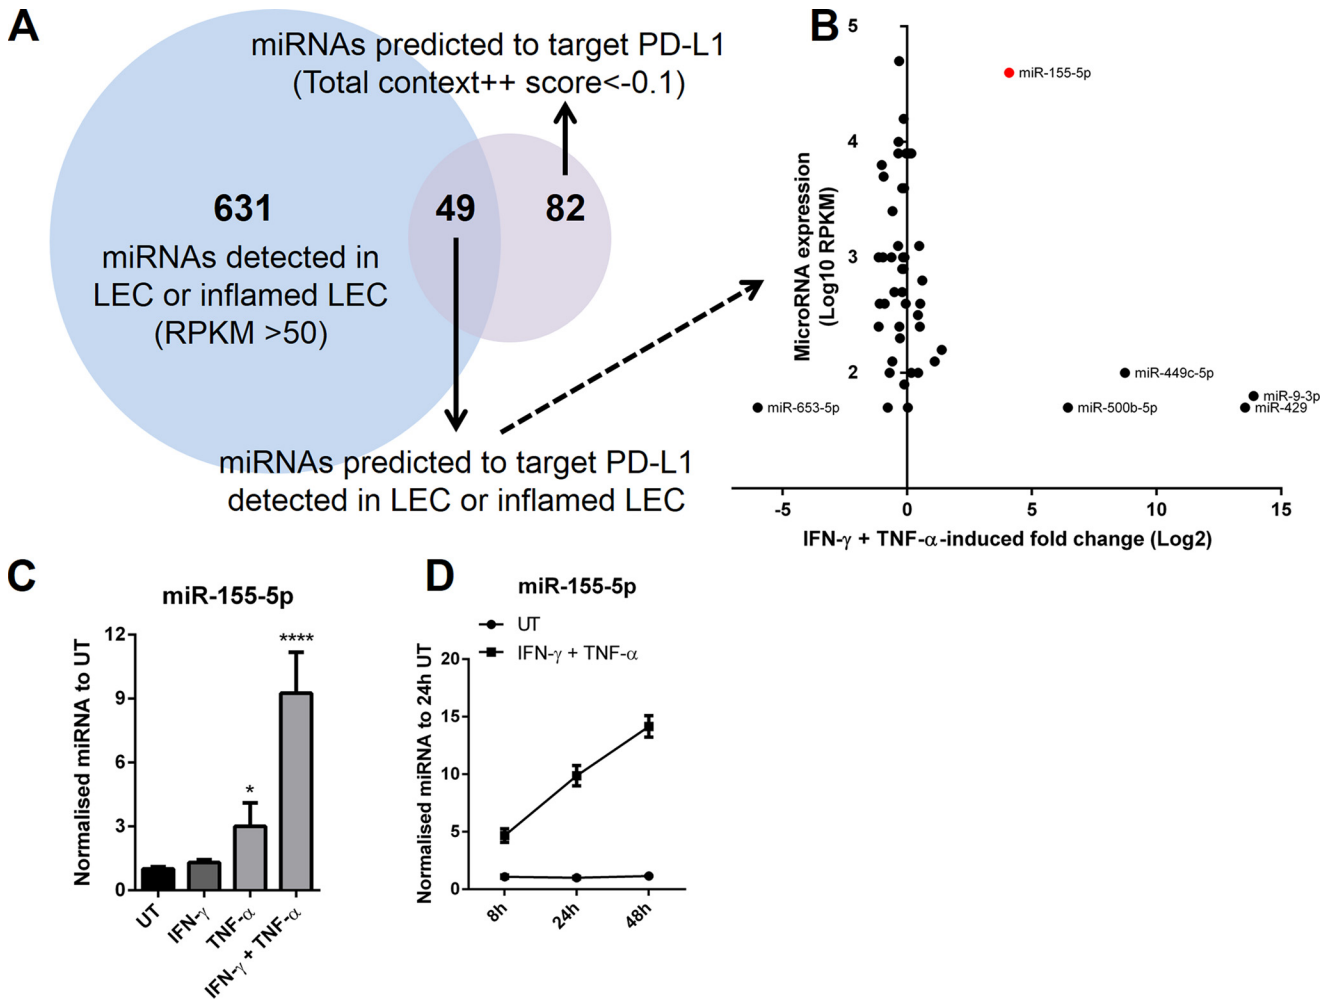 A
miRNAs predicted to target PD-L1
(Total context++ score<-0.1)
631
49
82
miRNAs detected in
LEC or inflamed LEC
(RPKM >50)
miRNAs predicted to target PD-L1
detected in LEC or inflamed LEC
B
MicroRNA expression
(Log10 RPKM)
5
4
3
2
miR-155-5p
miR-449c-5p
miR-9-3p
miR-653-5p
miR-500b-5p
miR-429
-5
0
5
10
15
IFN-γ + TNF-α-induced fold change (Log2)
C
miR-155-5p
Normalised miRNA to UT
12
9
6
3
0
****
*
UT
IFN-γ
TNF-α
IFN-γ + TNF-α
D
miR-155-5p
UT
IFN-γ + TNF-α
Normalised miRNA to 24h UT
20
15
10
5
0
8h
24h
48h